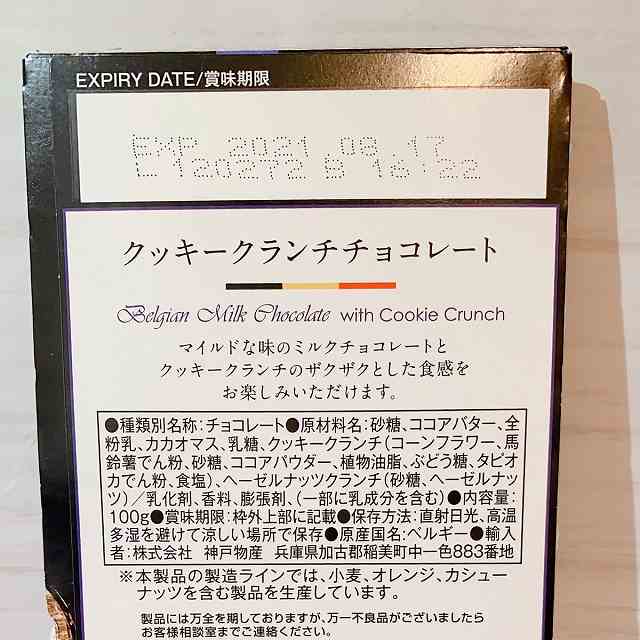 EXPIRY DATE/賞味期限
EXP 2021 08 17
L 120272 B 16:22
クッキークランチチョコレート
Belgian Milk Chocolate with Cookie Crunch
マイルドな味のミルクチョコレートと
クッキークランチのザクザクとした食感を
お楽しみいただけます。
●種類別名称:チョコレート●原材料名:砂糖、ココアバター、全
粉乳、カカオマス、乳糖、クッキークランチ(コーンフラワー、馬
鈴薯でん粉、砂糖、ココアパウダー、植物油脂、ぶどう糖、タピオ
カでん粉、食塩)、ヘーゼルナッツクランチ(砂糖、ヘーゼルナッ
ツ)/乳化剤、香料、膨張剤、(一部に乳成分を含む)●内容量:
100g●賞味期限:枠外上部に記載●保存方法:直射日光、高温
多湿を避けて涼しい場所で保存●原産国名:ベルギー●輸入
者:株式会社 神戸物産 兵庫県加古郡稲美町中一色883番地
※本製品の製造ラインでは、小麦、オレンジ、カシュー
ナッツを含む製品を生産しています。
製品には万全を期しておりますが、万一不良品がございましたら
お客様相談室までご連絡ください。